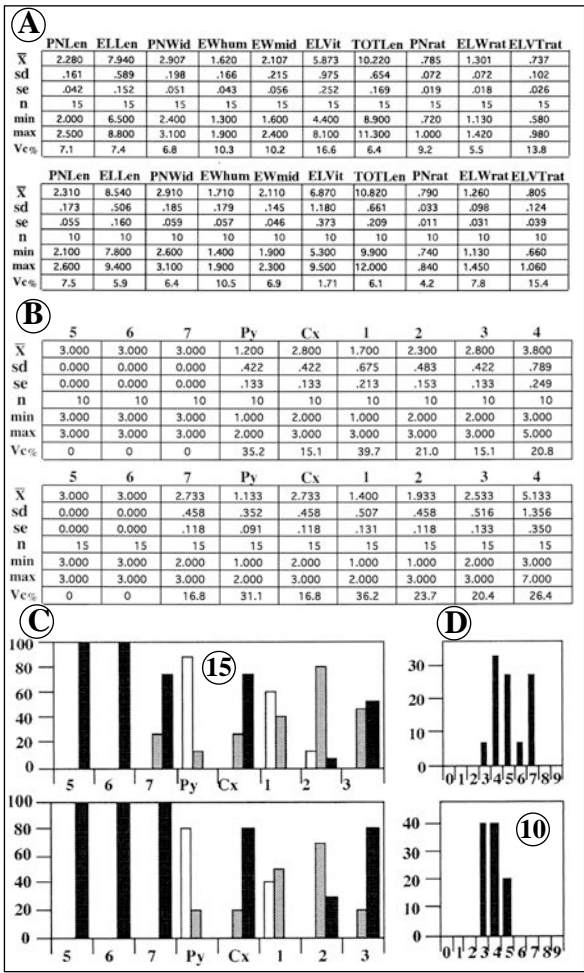 A
PNLen ELLen PNWid EWhum EWmid ELVit TOTLen PNrat ELWrat ELVTrat
X̄ 2.280 7.940 2.907 1.620 2.107 5.873 10.220 .785 1.301 .737
sd .161 .589 .198 .166 .215 .975 .654 .072 .072 .102
se .042 .152 .051 .043 .056 .252 .169 .019 .018 .026
n 15 15 15 15 15 15 15 15 15 15
min 2.000 6.500 2.400 1.300 1.600 4.400 8.900 .720 1.130 .580
max 2.500 8.800 3.100 1.900 2.400 8.100 11.300 1.000 1.420 .980
Vc% 7.1 7.4 6.8 10.3 10.2 16.6 6.4 9.2 5.5 13.8
PNLen ELLen PNWid EWhum EWmid ELVit TOTLen PNrat ELWrat ELVTrat
X̄ 2.310 8.540 2.910 1.710 2.110 6.870 10.820 .790 1.260 .805
sd .173 .506 .185 .179 .145 1.180 .661 .033 .098 .124
se .055 .160 .059 .057 .046 .373 .209 .011 .031 .039
n 10 10 10 10 10 10 10 10 10 10
min 2.100 7.800 2.600 1.400 1.900 5.300 9.900 .740 1.130 .660
max 2.600 9.400 3.100 1.900 2.300 9.500 12.000 .840 1.450 1.060
Vc% 7.5 5.9 6.4 10.5 6.9 1.71 6.1 4.2 7.8 15.4
B
5 6 7 Py Cx 1 2 3 4
X̄ 3.000 3.000 3.000 1.200 2.800 1.700 2.300 2.800 3.800
sd 0.000 0.000 0.000 .422 .422 .675 .483 .422 .789
se 0.000 0.000 0.000 .133 .133 .213 .153 .133 .249
n 10 10 10 10 10 10 10 10 10
min 3.000 3.000 3.000 1.000 2.000 1.000 2.000 2.000 3.000
max 3.000 3.000 3.000 2.000 3.000 3.000 3.000 3.000 5.000
Vc% 0 0 0 35.2 15.1 39.7 21.0 15.1 20.8
5 6 7 Py Cx 1 2 3 4
X̄ 3.000 3.000 2.733 1.133 2.733 1.400 1.933 2.533 5.133
sd 0.000 0.000 .458 .352 .458 .507 .458 .516 1.356
se 0.000 0.000 .118 .091 .118 .131 .118 .133 .350
n 15 15 15 15 15 15 15 15 15
min 3.000 3.000 2.000 1.000 2.000 1.000 1.000 2.000 3.000
max 3.000 3.000 3.000 2.000 3.000 2.000 3.000 3.000 7.000
Vc% 0 0 16.8 31.1 16.8 36.2 23.7 20.4 26.4
C
100
80
60
40
20
0
15
5 6 7 Py Cx 1 2 3
100
80
60
40
20
0
5 6 7 Py Cx 1 2 3
D
30
20
10
0
0 1 2 3 4 5 6 7 8 9
40
30
20
10
0
10
0 1 2 3 4 5 6 7 8 9